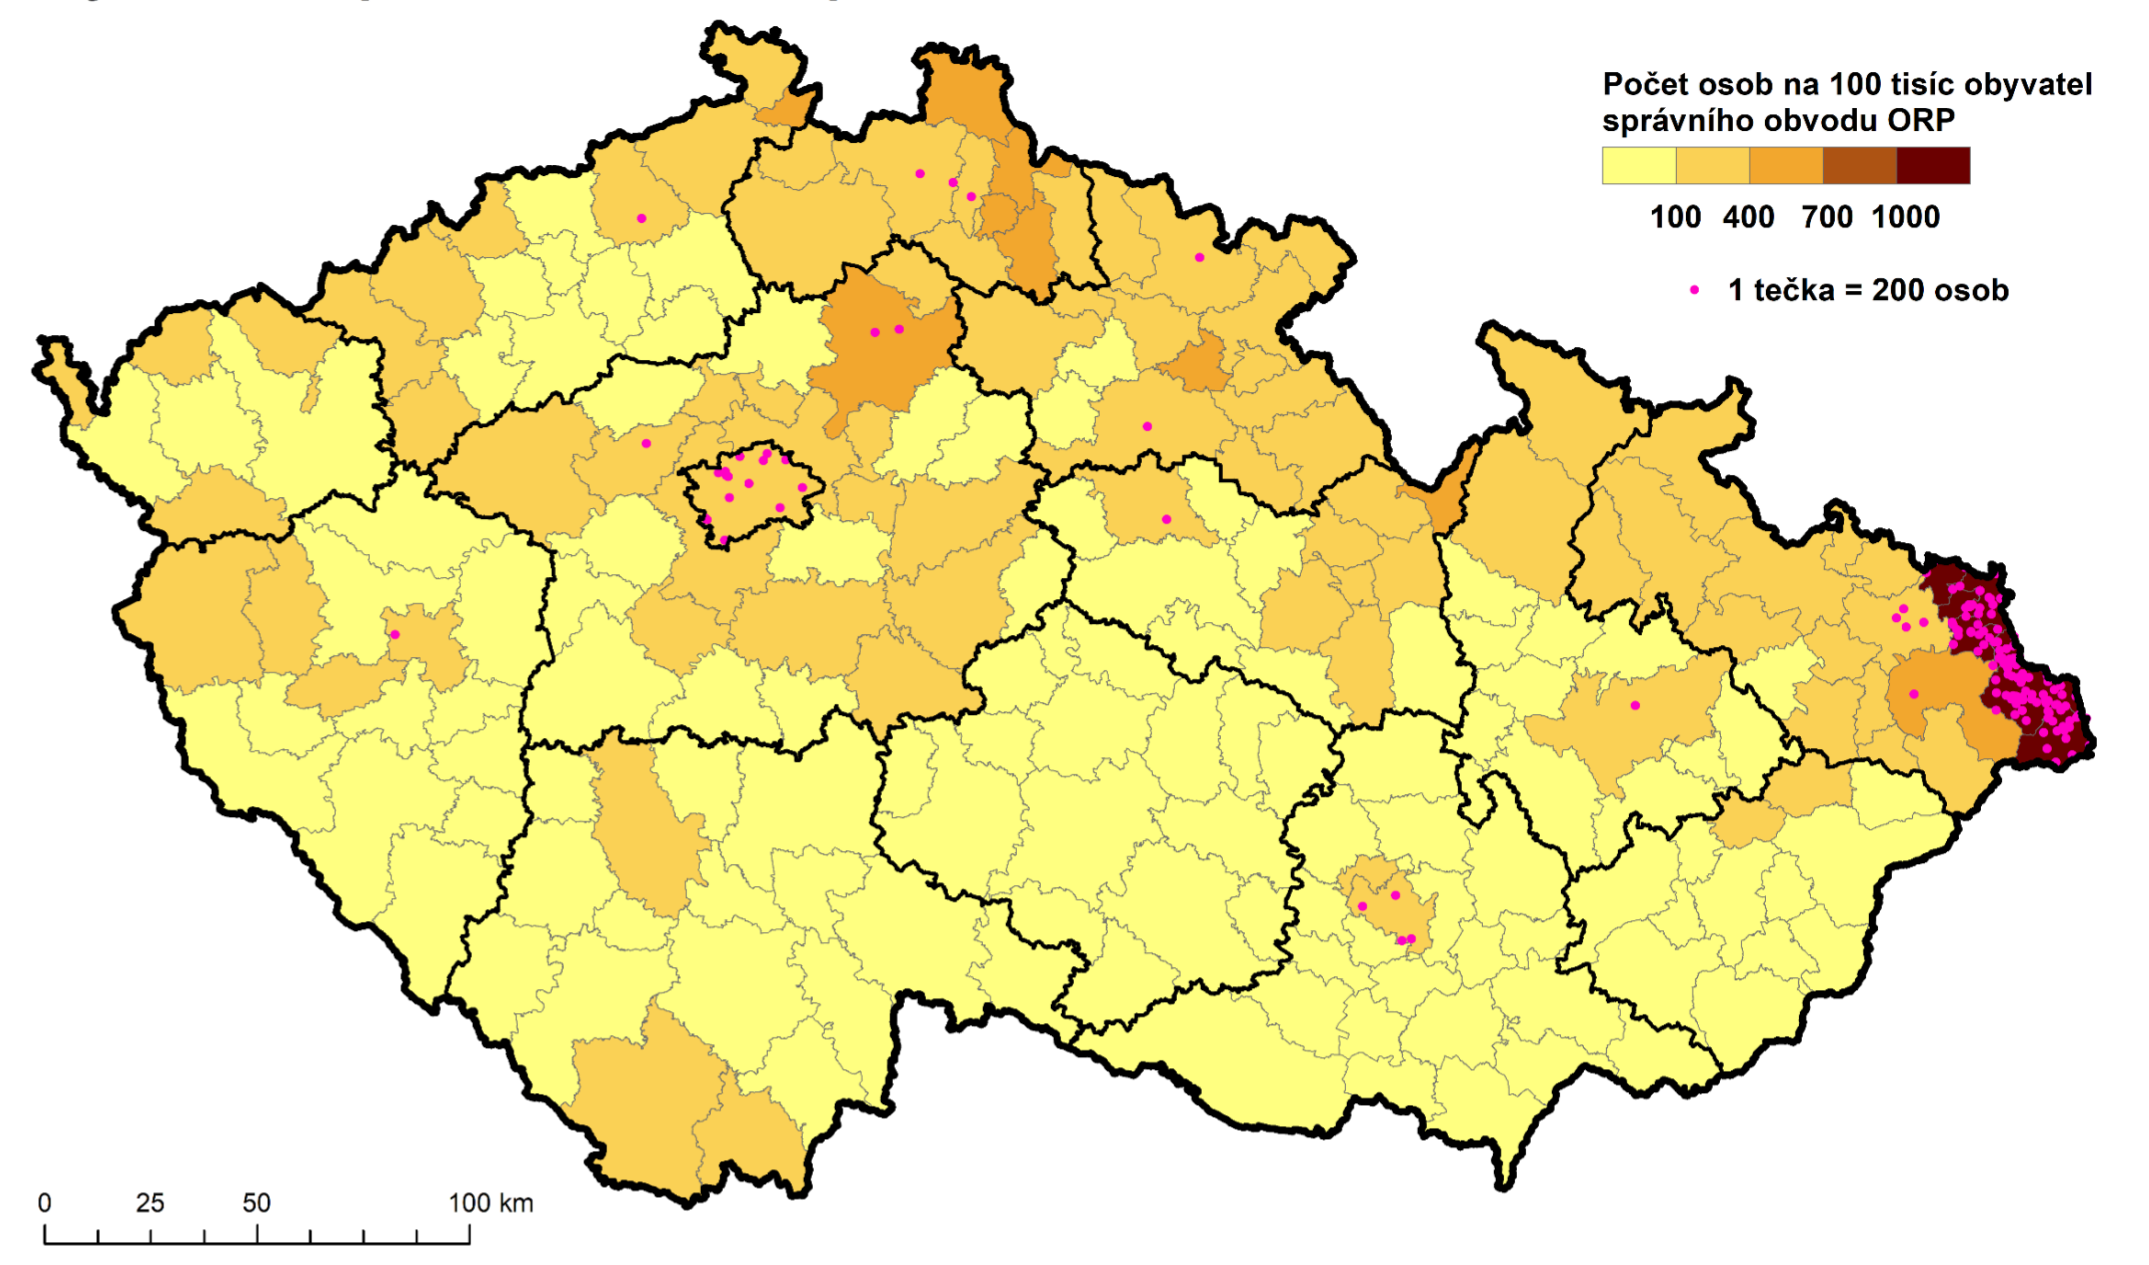 Počet osob na 100 tisíc obyvatel
správního obvodu ORP
100 400 700 1000
1 tečka = 200 osob
0 25 50 100 km